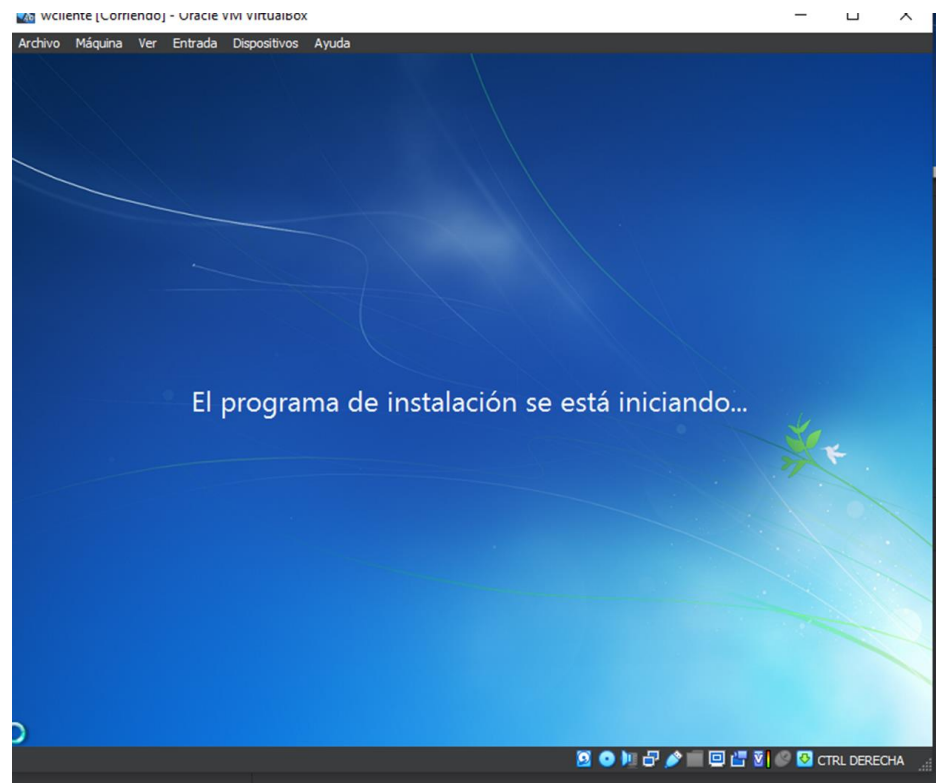 wcliente [Corriendo] - Oracle VM VirtualBox
Archivo Máquina Ver Entrada Dispositivos Ayuda
El programa de instalación se está iniciando...
CTRL DERECHA